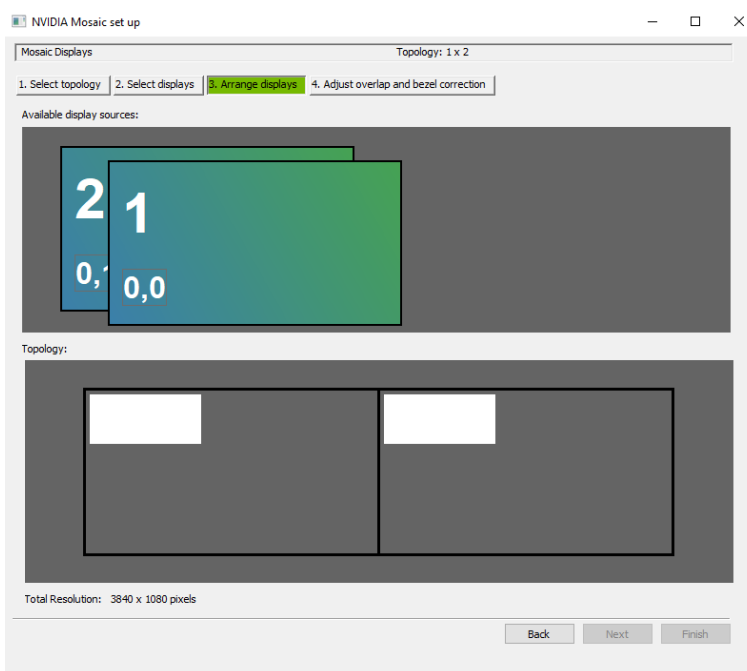 NVIDIA Mosaic set up
Mosaic Displays Topology: 1 x 2
1. Select topology 2. Select displays 3. Arrange displays 4. Adjust overlap and bezel correction
Available display sources:
2 1
0,1 0,0
Topology:
Total Resolution: 3840 x 1080 pixels
Back Next Finish